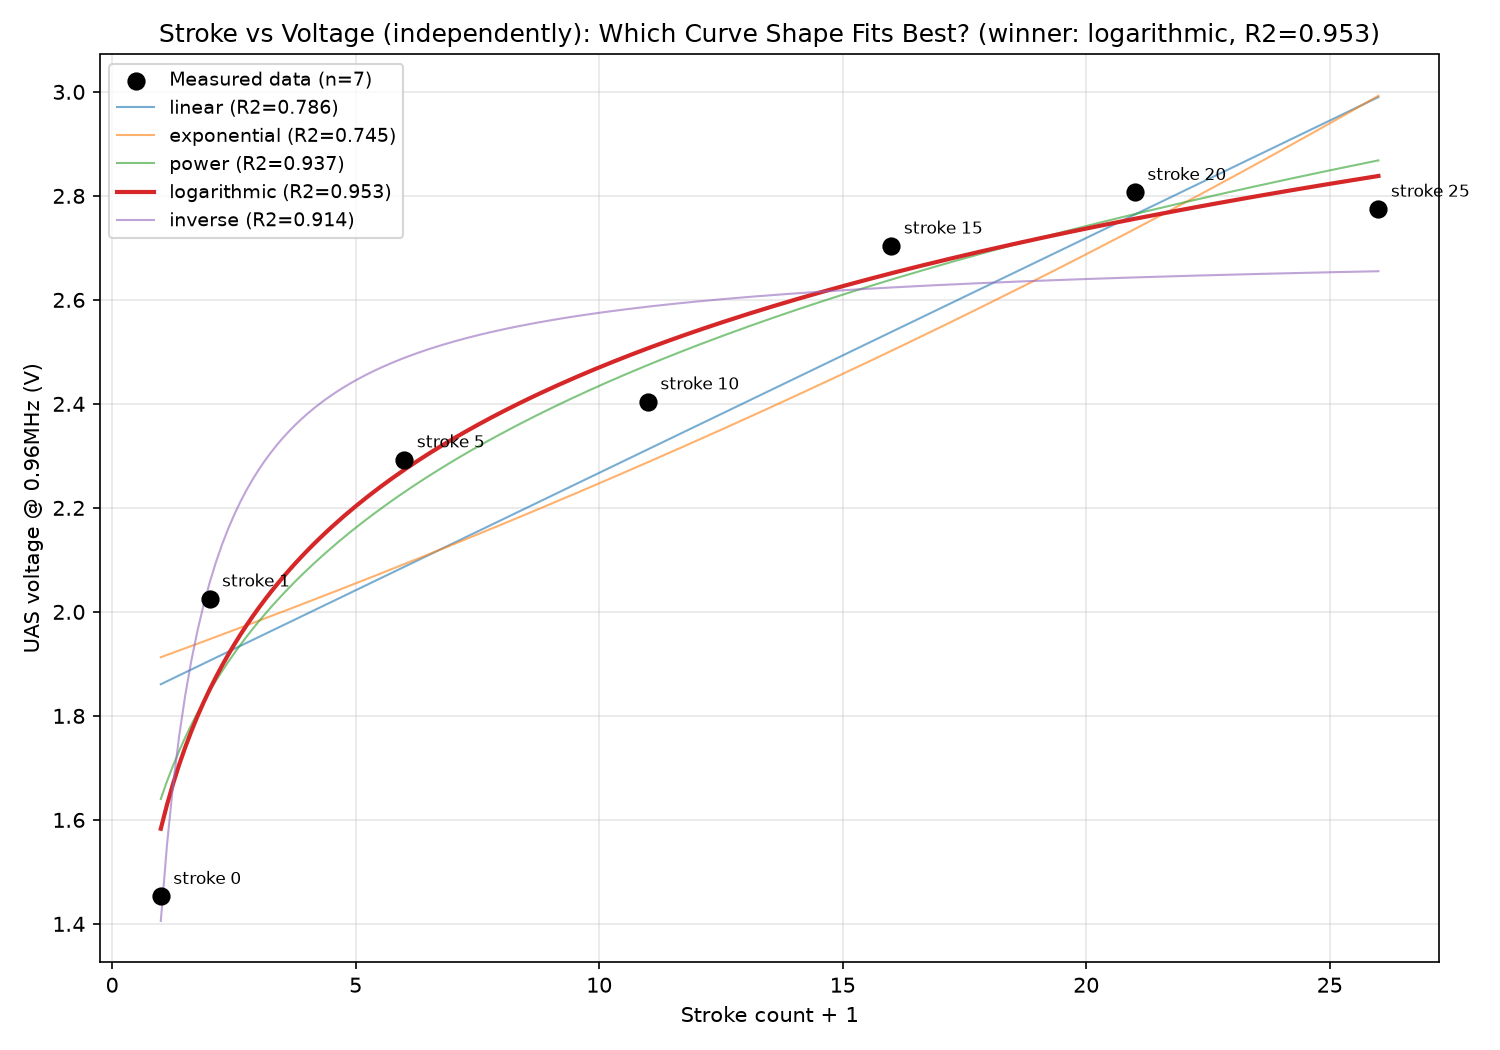 Stroke vs Voltage (independently): Which Curve Shape Fits Best? (winner: logarithmic, R2=0.953)
Measured data (n=7)
linear (R2=0.786)
exponential (R2=0.745)
power (R2=0.937)
logarithmic (R2=0.953)
inverse (R2=0.914)
UAS voltage @ 0.96MHz (V)
3.0
2.8
2.6
2.4
2.2
2.0
1.8
1.6
1.4
stroke 0
stroke 1
stroke 5
stroke 10
stroke 15
stroke 20
stroke 25
0
5
10
15
20
25
Stroke count + 1